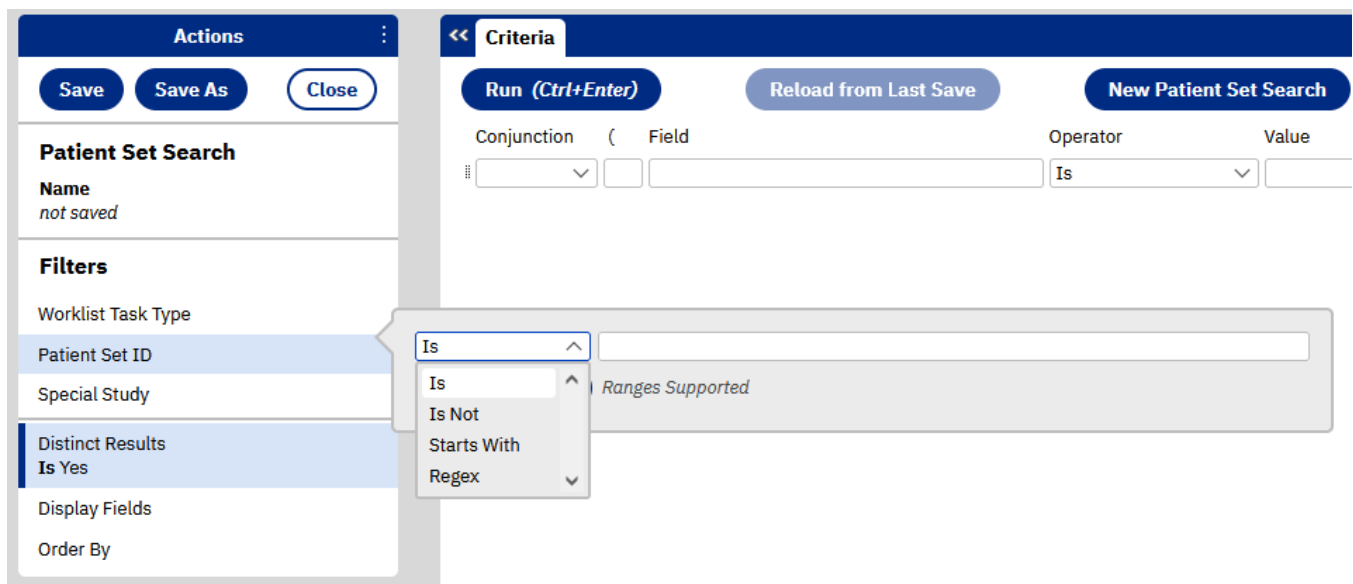 Actions
Save
Save As
Close
Patient Set Search
Name
not saved
Filters
Worklist Task Type
Patient Set ID
Special Study
Distinct Results
Is Yes
Display Fields
Order By
<< Criteria
Run (Ctrl+Enter)
Reload from Last Save
New Patient Set Search
Conjunction ( Field Operator Value
Is
Is
Ranges Supported
Is
Is Not
Starts With
Regex